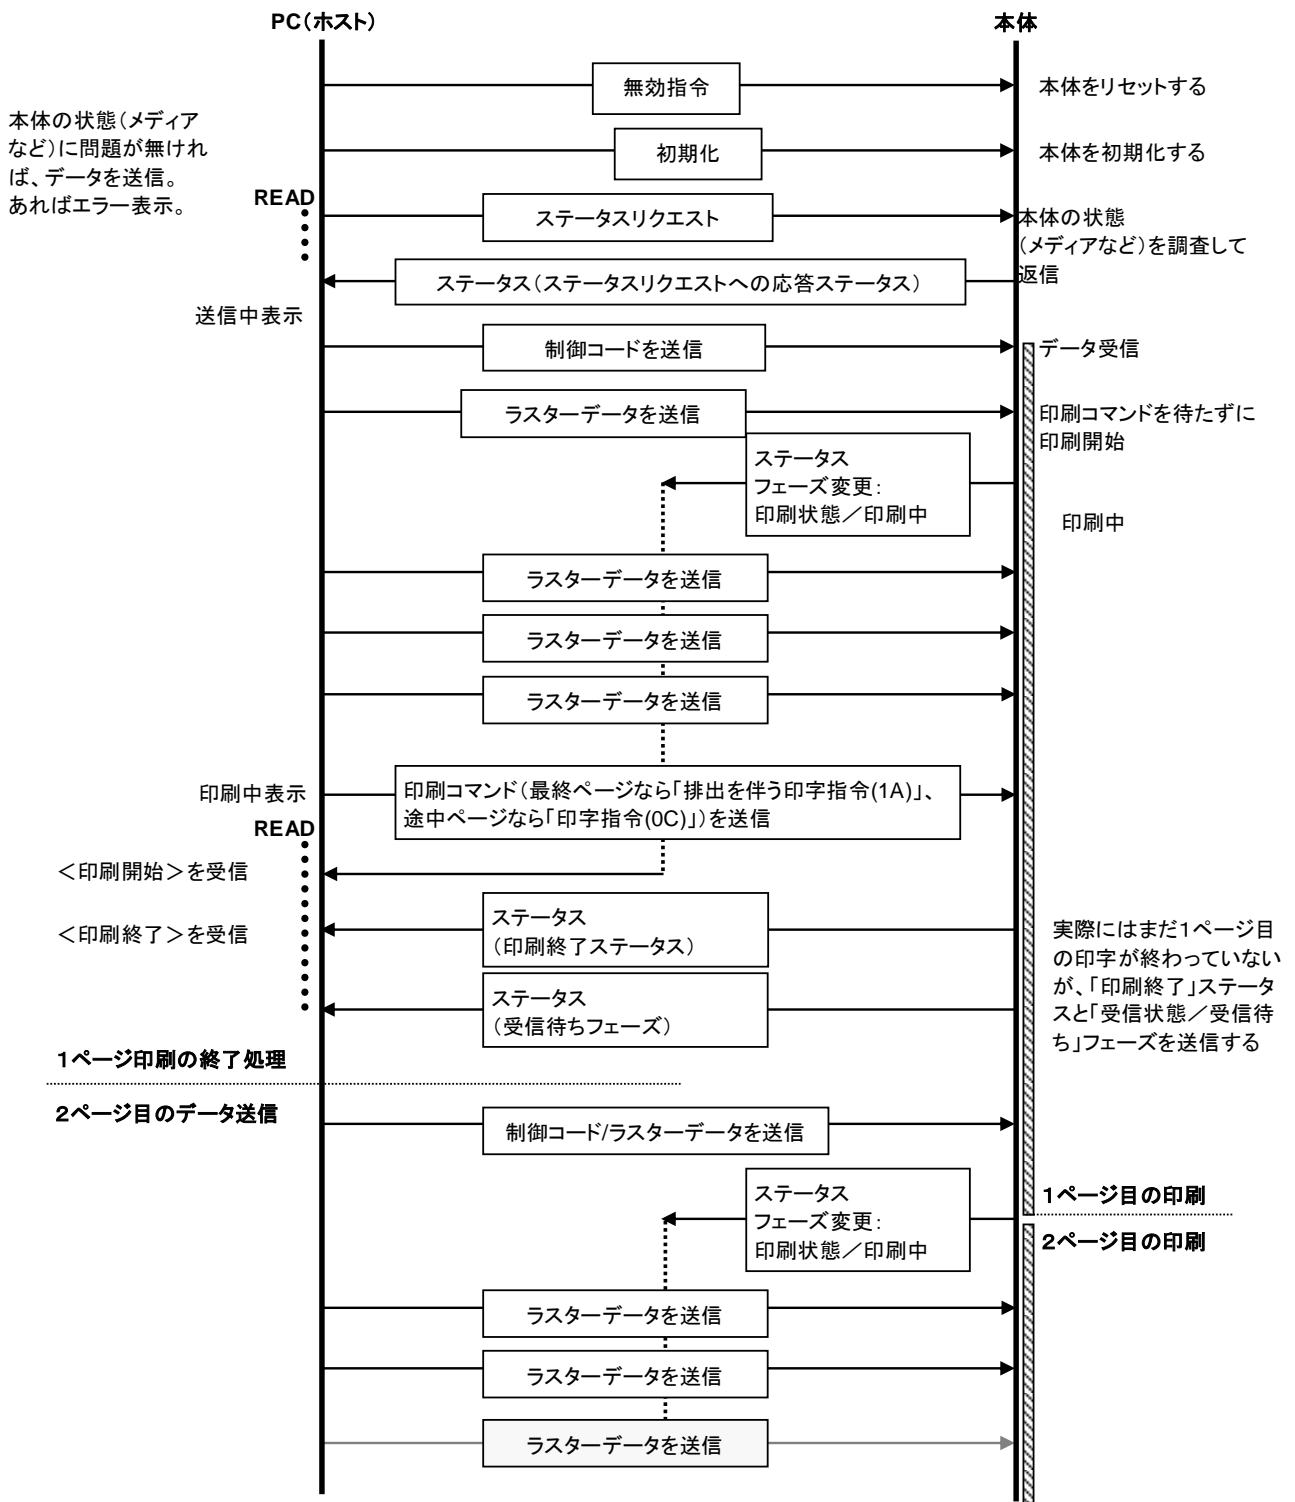 PC（ホスト）
本体
無効指令
本体をリセットする
本体の状態（メディア
など）に問題が無けれ
ば、データを送信。
あればエラー表示。
初期化
本体を初期化する
READ
ステータスリクエスト
本体の状態
（メディアなど）を調査して
返信
ステータス（ステータスリクエストへの応答ステータス）
送信中表示
制御コードを送信
データ受信
ラスターデータを送信
印刷コマンドを待たずに
印刷開始
ステータス
フェーズ変更：
印刷状態／印刷中
印刷中
ラスターデータを送信
ラスターデータを送信
ラスターデータを送信
印刷中表示
印刷コマンド（最終ページなら「排出を伴う印字指令(1A)」、
途中ページなら「印字指令(0C)」）を送信
READ
＜印刷開始＞を受信
ステータス
（印刷終了ステータス）
＜印刷終了＞を受信
実際にはまだ1ページ目
の印字が終わっていない
が、「印刷終了」ステータ
スと「受信状態／受信待
ち」フェーズを送信する
ステータス
（受信待ちフェーズ）
1ページ印刷の終了処理
2ページ目のデータ送信
制御コード/ラスターデータを送信
ステータス
フェーズ変更：
印刷状態／印刷中
1ページ目の印刷
2ページ目の印刷
ラスターデータを送信
ラスターデータを送信
ラスターデータを送信